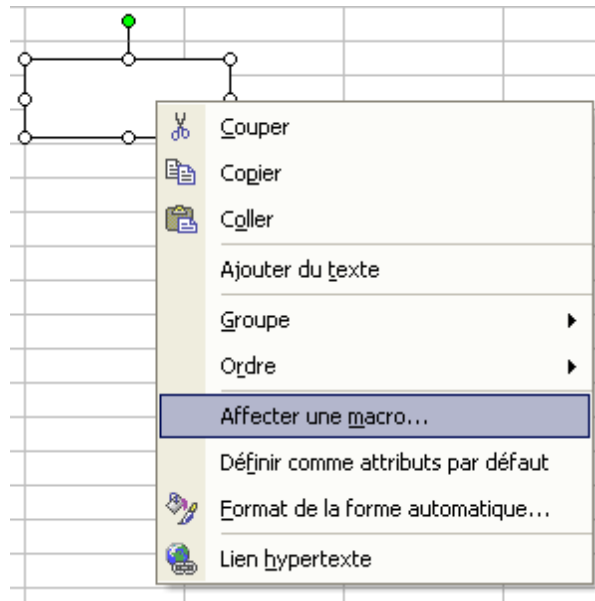 Couper
Copier
Coller
Ajouter du texte
Groupe
Ordre
Affecter une macro...
Définir comme attributs par défaut
Format de la forme automatique...
Lien hypertexte